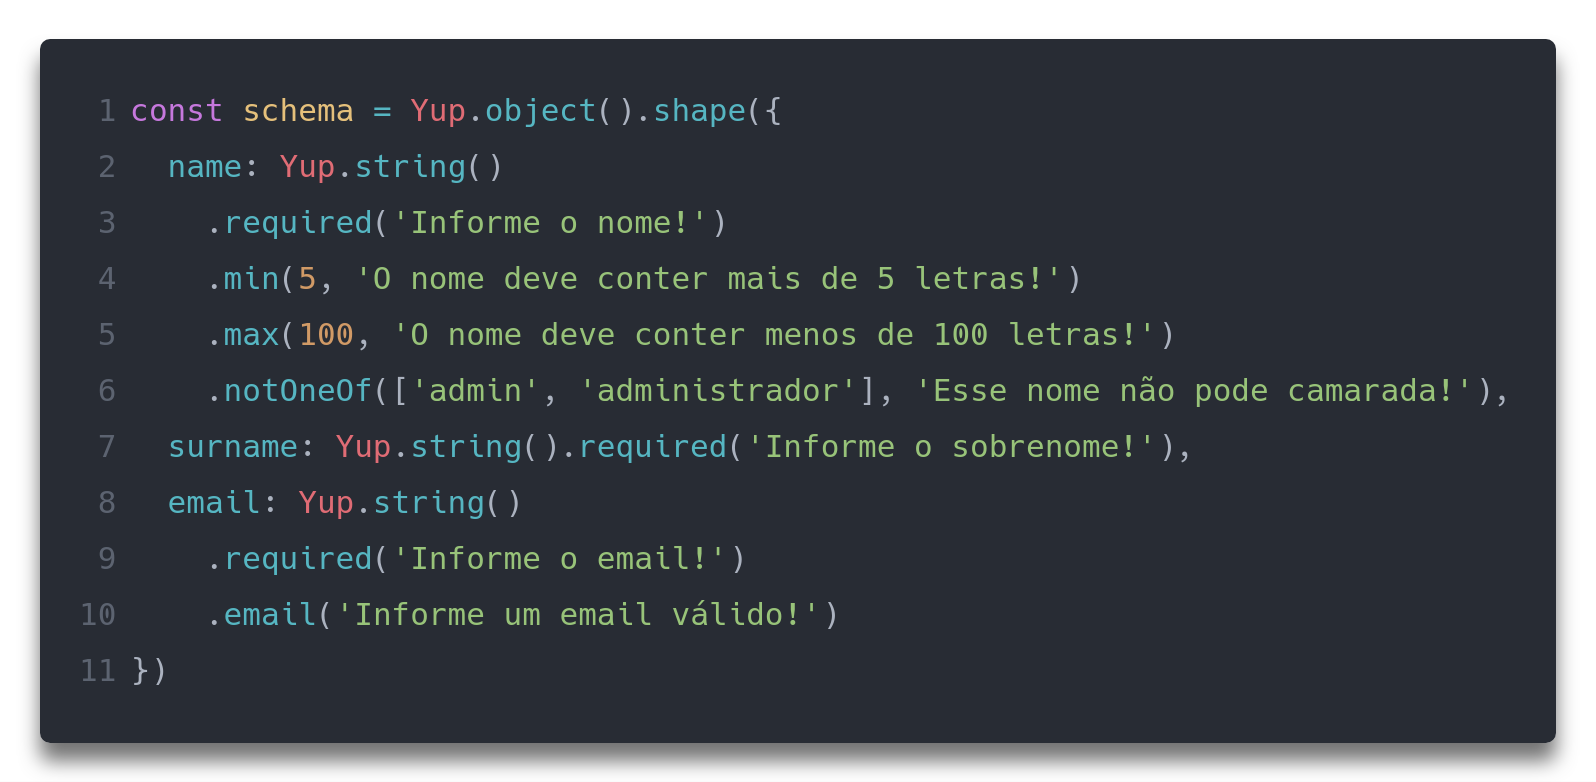 1 const schema = Yup.object().shape({
2   name: Yup.string()
3     .required('Informe o nome!')
4     .min(5, 'O nome deve conter mais de 5 letras!')
5     .max(100, 'O nome deve conter menos de 100 letras!')
6     .notOneOf(['admin', 'administrador'], 'Esse nome não pode camarada!'),
7   surname: Yup.string().required('Informe o sobrenome!'),
8   email: Yup.string()
9     .required('Informe o email!')
10     .email('Informe um email válido!')
11 })